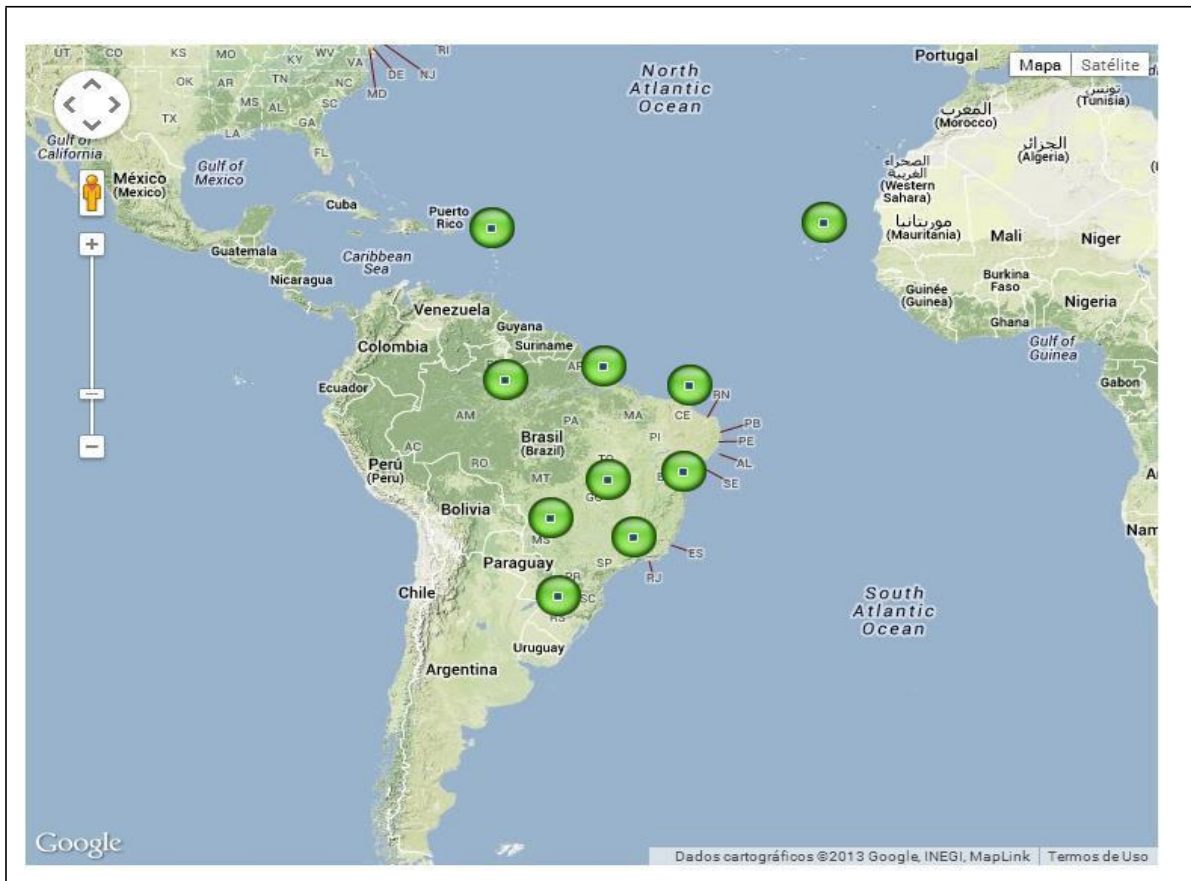 UT
CO
KS
MO
KY
WV
VA
DE
NJ
RI
MD
OK
AR
TN
NC
TX
MS
AL
SC
LA
GA
FL
North
Atlantic
Ocean
Portugal
Mapa
Satélite
تونس
(Tunisia)
المغرب
(Morocco)
الجزائر
(Algeria)
الصحراء
الغربية
(Western
Sahara)
موريتانيا
(Mauritania)
Mali
Niger
Gulf of
California
Gulf of
Mexico
México
(Mexico)
Cuba
Puerto
Rico
Guatemala
Caribbean
Sea
Nicaragua
Burkina
Faso
Guinée
(Guinea)
Nigeria
Ghana
Gulf of
Guinea
Gabon
Venezuela
Guyana
Suriname
Colombia
Ecuador
AM
PA
MA
CE
RN
PB
PE
AL
SE
PI
AC
RO
Brasil
(Brazil)
TO
MT
GO
Perú
(Peru)
Bolivia
MS
ES
SP
RJ
Paraguay
PR
SC
RS
Chile
Uruguay
Argentina
South
Atlantic
Ocean
Nam
Google
Dados cartográficos ©2013 Google, INEGI, MapLink
Termos de Uso